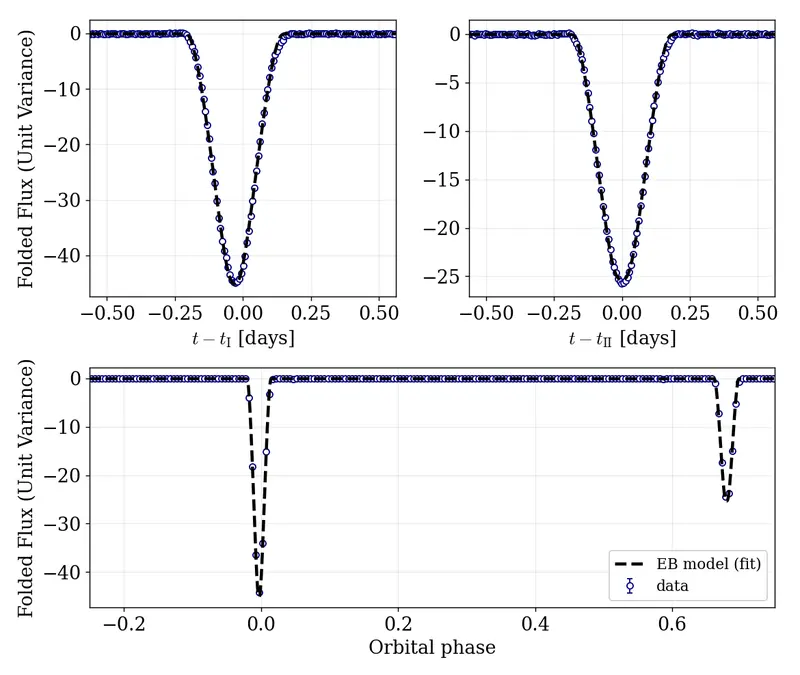 Folded Flux (Unit Variance)
0
−10
−20
−30
−40
−0.50 −0.25 0.00 0.25 0.50
t − tI [days]
0
−5
−10
−15
−20
−25
−0.50 −0.25 0.00 0.25 0.50
t − tII [days]
Folded Flux (Unit Variance)
0
−10
−20
−30
−40
−0.2 0.0 0.2 0.4 0.6
Orbital phase
EB model (fit)
data